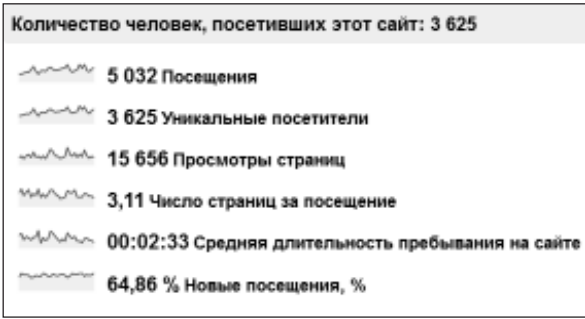 Количество человек, посетивших этот сайт: 3 625
5 032 Посещения
3 625 Уникальные посетители
15 656 Просмотры страниц
3,11 Число страниц за посещение
00:02:33 Средняя длительность пребывания на сайте
64,86 % Новые посещения, %